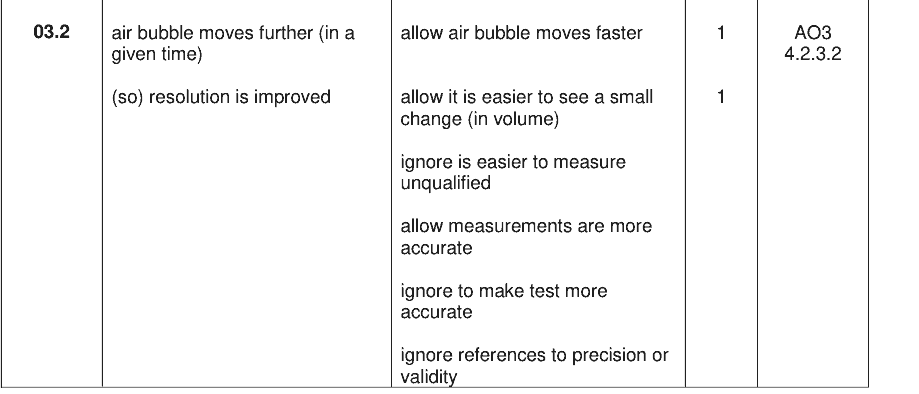 03.2
air bubble moves further (in a
given time)
allow air bubble moves faster
1
AO3
4.2.3.2
(so) resolution is improved
allow it is easier to see a small
change (in volume)
1
ignore is easier to measure
unqualified
allow measurements are more
accurate
ignore to make test more
accurate
ignore references to precision or
validity